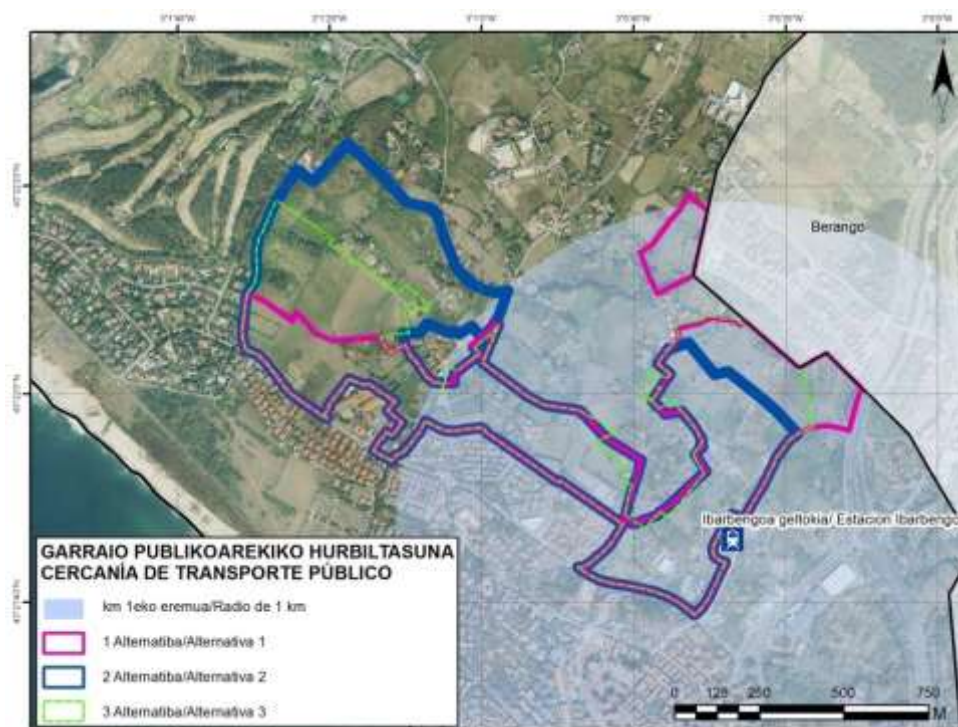 Berango
Ibarbengoa geltokia/ Estacion Ibarbengo
GARRAIO PUBLIKOAREKIKO HURBILTASUNA
CERCANÍA DE TRANSPORTE PÚBLICO
km 1eko eremua/Radio de 1 km
1 Alternatiba/Alternativa 1
2 Alternatiba/Alternativa 2
3 Alternatiba/Alternativa 3
0 125 250 500 750
M